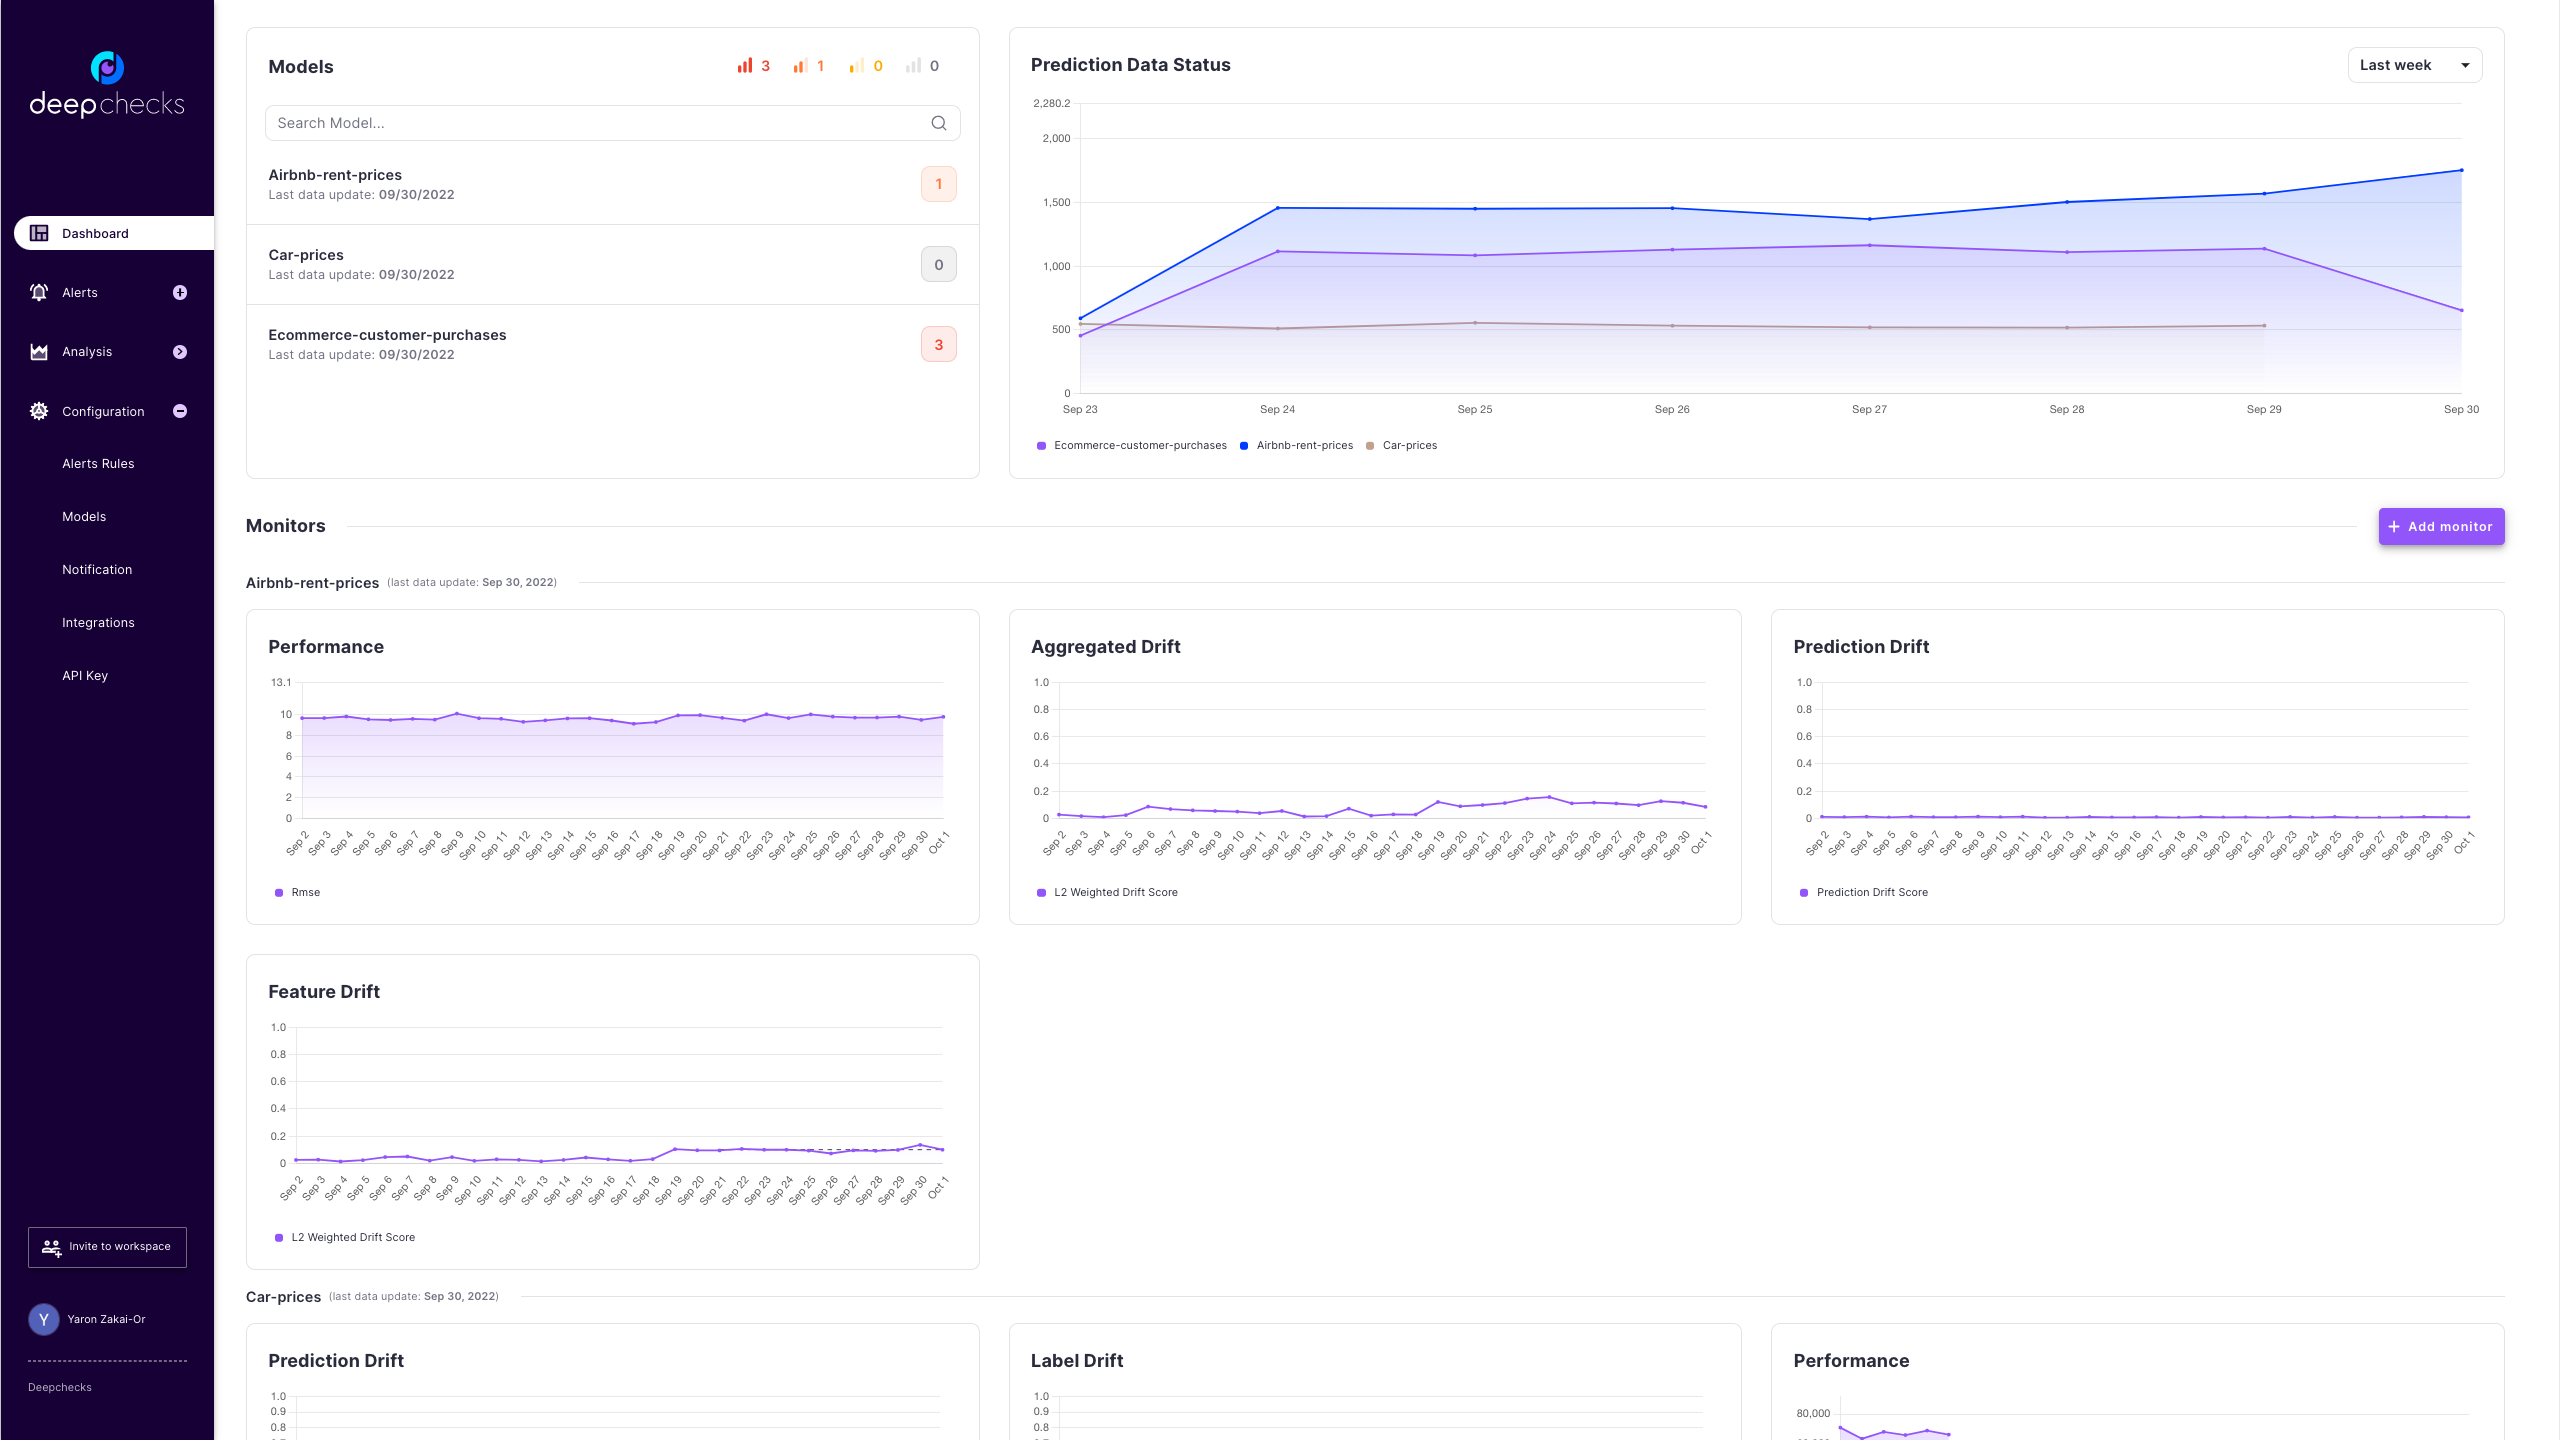 deepchecks
Dashboard
Alerts
Analysis
Configuration
Alerts Rules
Models
Notification
Integrations
API Key
Invite to workspace
Y
Yaron Zakai-Or
Deepchecks
Models
3 1 0 0
Search Model...
Airbnb-rent-prices
Last data update: 09/30/2022
1
Car-prices
Last data update: 09/30/2022
0
Ecommerce-customer-purchases
Last data update: 09/30/2022
3
Prediction Data Status
Last week
2,280.2
2,000
1,500
1,000
500
0
Sep 23 Sep 24 Sep 25 Sep 26 Sep 27 Sep 28 Sep 29 Sep 30
Ecommerce-customer-purchases Airbnb-rent-prices Car-prices
Monitors
Add monitor
Airbnb-rent-prices (last data update: Sep 30, 2022)
Performance
13.1
10
8
6
4
2
0
Sep 2 Sep 3 Sep 4 Sep 5 Sep 6 Sep 7 Sep 8 Sep 9 Sep 10 Sep 11 Sep 12 Sep 13 Sep 14 Sep 15 Sep 16 Sep 17 Sep 18 Sep 19 Sep 20 Sep 21 Sep 22 Sep 23 Sep 24 Sep 25 Sep 26 Sep 27 Sep 28 Sep 29 Sep 30 Oct 1
Rmse
Aggregated Drift
1.0
0.8
0.6
0.4
0.2
0
Sep 2 Sep 3 Sep 4 Sep 5 Sep 6 Sep 7 Sep 8 Sep 9 Sep 10 Sep 11 Sep 12 Sep 13 Sep 14 Sep 15 Sep 16 Sep 17 Sep 18 Sep 19 Sep 20 Sep 21 Sep 22 Sep 23 Sep 24 Sep 25 Sep 26 Sep 27 Sep 28 Sep 29 Sep 30 Oct 1
L2 Weighted Drift Score
Prediction Drift
1.0
0.8
0.6
0.4
0.2
0
Sep 2 Sep 3 Sep 4 Sep 5 Sep 6 Sep 7 Sep 8 Sep 9 Sep 10 Sep 11 Sep 12 Sep 13 Sep 14 Sep 15 Sep 16 Sep 17 Sep 18 Sep 19 Sep 20 Sep 21 Sep 22 Sep 23 Sep 24 Sep 25 Sep 26 Sep 27 Sep 28 Sep 29 Sep 30 Oct 1
Prediction Drift Score
Feature Drift
1.0
0.8
0.6
0.4
0.2
0
Sep 2 Sep 3 Sep 4 Sep 5 Sep 6 Sep 7 Sep 8 Sep 9 Sep 10 Sep 11 Sep 12 Sep 13 Sep 14 Sep 15 Sep 16 Sep 17 Sep 18 Sep 19 Sep 20 Sep 21 Sep 22 Sep 23 Sep 24 Sep 25 Sep 26 Sep 27 Sep 28 Sep 29 Sep 30 Oct 1
L2 Weighted Drift Score
Car-prices (last data update: Sep 30, 2022)
Prediction Drift
1.0
0.9
0.8
Label Drift
1.0
0.9
0.8
Performance
80,000